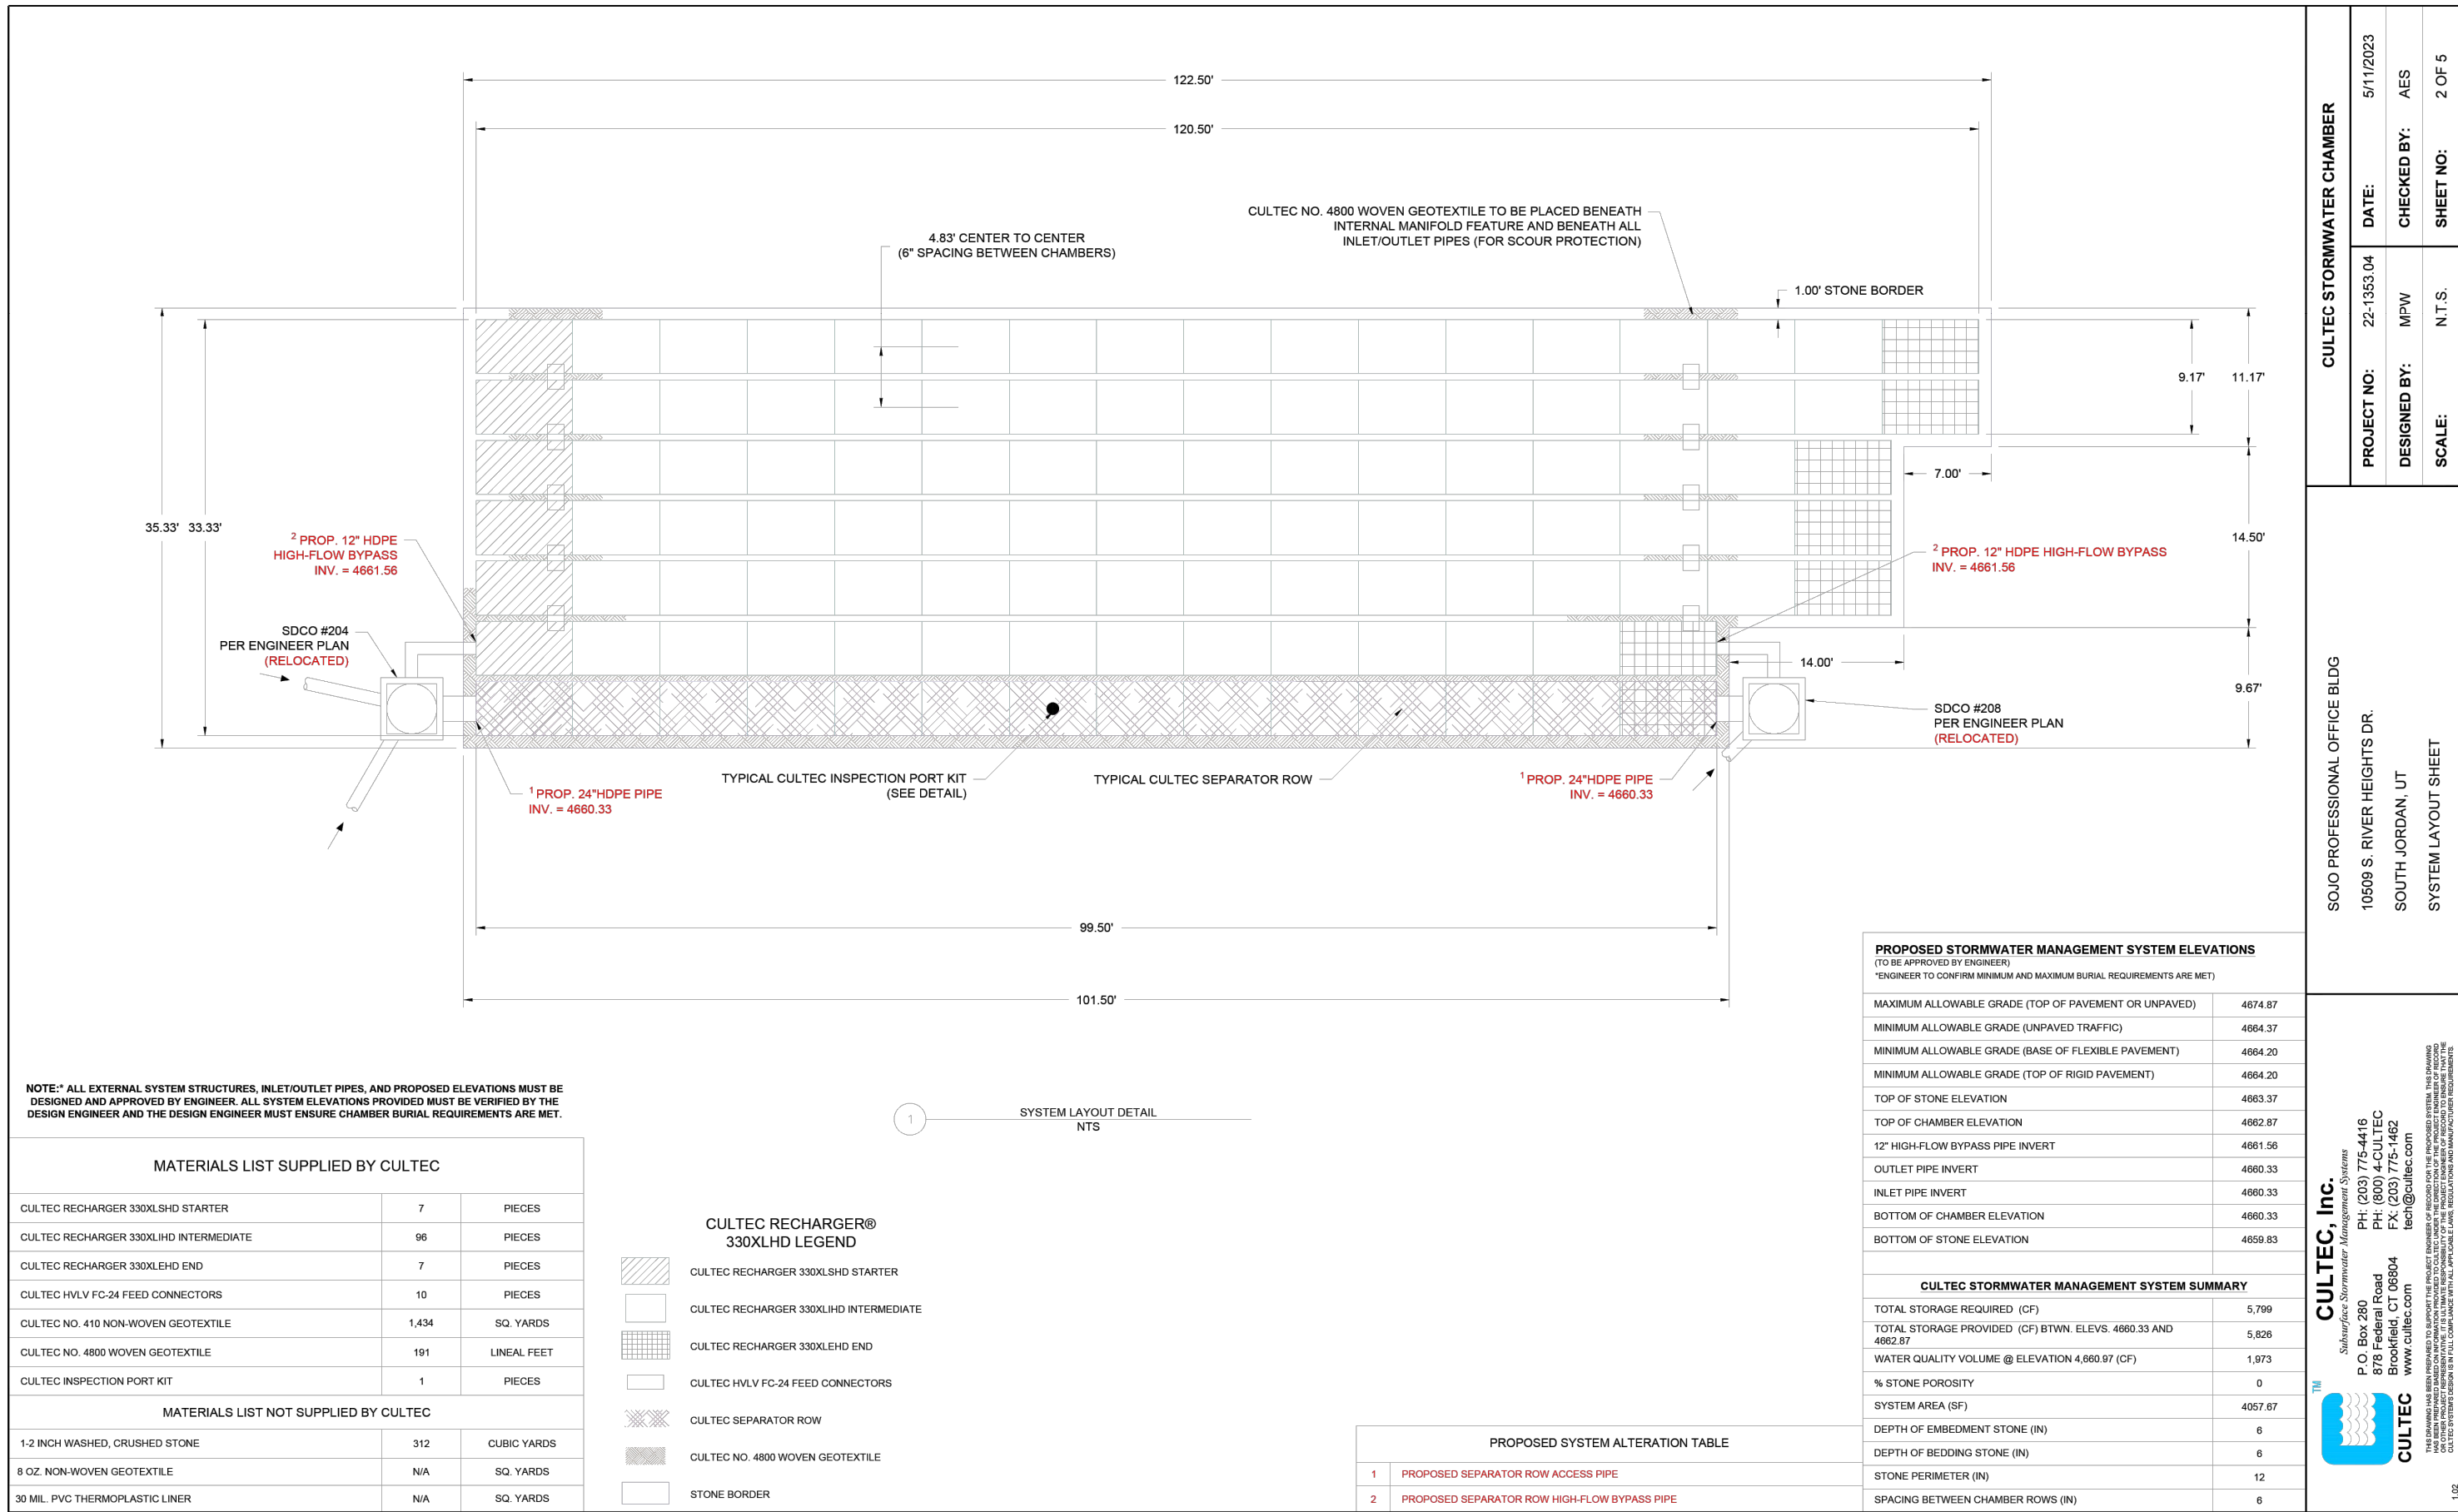 122.50'
120.50'
CULTEC NO. 4800 WOVEN GEOTEXTILE TO BE PLACED BENEATH
INTERNAL MANIFOLD FEATURE AND BENEATH ALL
INLET/OUTLET PIPES (FOR SCOUR PROTECTION)
4.83' CENTER TO CENTER
(6" SPACING BETWEEN CHAMBERS)
1.00' STONE BORDER
9.17'
11.17'
7.00'
35.33'
33.33'
14.50'
2 PROP. 12" HDPE
HIGH-FLOW BYPASS
INV. = 4661.56
2 PROP. 12" HDPE HIGH-FLOW BYPASS
INV. = 4661.56
SDCO #204
PER ENGINEER PLAN
(RELOCATED)
14.00'
9.67'
SDCO #208
PER ENGINEER PLAN
(RELOCATED)
1 PROP. 24"HDPE PIPE
INV. = 4660.33
TYPICAL CULTEC INSPECTION PORT KIT
(SEE DETAIL)
TYPICAL CULTEC SEPARATOR ROW
1 PROP. 24"HDPE PIPE
INV. = 4660.33
99.50'
101.50'
NOTE:* ALL EXTERNAL SYSTEM STRUCTURES, INLET/OUTLET PIPES, AND PROPOSED ELEVATIONS MUST BE
DESIGNED AND APPROVED BY ENGINEER. ALL SYSTEM ELEVATIONS PROVIDED MUST BE VERIFIED BY THE
DESIGN ENGINEER AND THE DESIGN ENGINEER MUST ENSURE CHAMBER BURIAL REQUIREMENTS ARE MET.
1
SYSTEM LAYOUT DETAIL
NTS
MATERIALS LIST SUPPLIED BY CULTEC
CULTEC RECHARGER 330XLSHD STARTER 7 PIECES
CULTEC RECHARGER 330XLIHD INTERMEDIATE 96 PIECES
CULTEC RECHARGER 330XLEHD END 7 PIECES
CULTEC HVLV FC-24 FEED CONNECTORS 10 PIECES
CULTEC NO. 410 NON-WOVEN GEOTEXTILE 1,434 SQ. YARDS
CULTEC NO. 4800 WOVEN GEOTEXTILE 191 LINEAL FEET
CULTEC INSPECTION PORT KIT 1 PIECES
MATERIALS LIST NOT SUPPLIED BY CULTEC
1-2 INCH WASHED, CRUSHED STONE 312 CUBIC YARDS
8 OZ. NON-WOVEN GEOTEXTILE N/A SQ. YARDS
30 MIL. PVC THERMOPLASTIC LINER N/A SQ. YARDS
CULTEC RECHARGER®
330XLHD LEGEND
CULTEC RECHARGER 330XLSHD STARTER
CULTEC RECHARGER 330XLIHD INTERMEDIATE
CULTEC RECHARGER 330XLEHD END
CULTEC HVLV FC-24 FEED CONNECTORS
CULTEC SEPARATOR ROW
CULTEC NO. 4800 WOVEN GEOTEXTILE
STONE BORDER
PROPOSED SYSTEM ALTERATION TABLE
1 PROPOSED SEPARATOR ROW ACCESS PIPE
2 PROPOSED SEPARATOR ROW HIGH-FLOW BYPASS PIPE
PROPOSED STORMWATER MANAGEMENT SYSTEM ELEVATIONS
(TO BE APPROVED BY ENGINEER)
*ENGINEER TO CONFIRM MINIMUM AND MAXIMUM BURIAL REQUIREMENTS ARE MET)
MAXIMUM ALLOWABLE GRADE (TOP OF PAVEMENT OR UNPAVED) 4674.87
MINIMUM ALLOWABLE GRADE (UNPAVED TRAFFIC) 4664.37
MINIMUM ALLOWABLE GRADE (BASE OF FLEXIBLE PAVEMENT) 4664.20
MINIMUM ALLOWABLE GRADE (TOP OF RIGID PAVEMENT) 4664.20
TOP OF STONE ELEVATION 4663.37
TOP OF CHAMBER ELEVATION 4662.87
12" HIGH-FLOW BYPASS PIPE INVERT 4661.56
OUTLET PIPE INVERT 4660.33
INLET PIPE INVERT 4660.33
BOTTOM OF CHAMBER ELEVATION 4660.33
BOTTOM OF STONE ELEVATION 4659.83
CULTEC STORMWATER MANAGEMENT SYSTEM SUMMARY
TOTAL STORAGE REQUIRED (CF) 5,799
TOTAL STORAGE PROVIDED (CF) BTWN. ELEVS. 4660.33 AND
4662.87 5,826
WATER QUALITY VOLUME @ ELEVATION 4,660.97 (CF) 1,973
% STONE POROSITY 0
SYSTEM AREA (SF) 4057.67
DEPTH OF EMBEDMENT STONE (IN) 6
DEPTH OF BEDDING STONE (IN) 6
STONE PERIMETER (IN) 12
SPACING BETWEEN CHAMBER ROWS (IN) 6
CULTEC STORMWATER CHAMBER
PROJECT NO: 22-1353.04 DATE: 5/11/2023
DESIGNED BY: MPW CHECKED BY: AES
SCALE: N.T.S. SHEET NO: 2 OF 5
SOJO PROFESSIONAL OFFICE BLDG
10509 S. RIVER HEIGHTS DR.
SOUTH JORDAN, UT
SYSTEM LAYOUT SHEET
CULTEC, Inc.
Subsurface Stormwater Management Systems
P.O. Box 280 PH: (203) 775-4416
878 Federal Road PH: (800) 4-CULTEC
Brookfield, CT 06804 FX: (203) 775-1462
www.cultec.com tech@cultec.com
TM
CULTEC
1.02